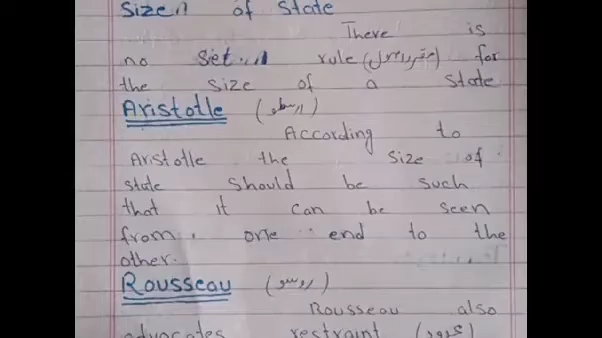 Size of State
There is
no Set rule() for
the size of a state
Aristotle (ارسطو)
According to
Aristotle the size of
state should be such
that it can be seen
from one end to the
other.
Rousseau (روسو)
Rousseau also
advocates restraint